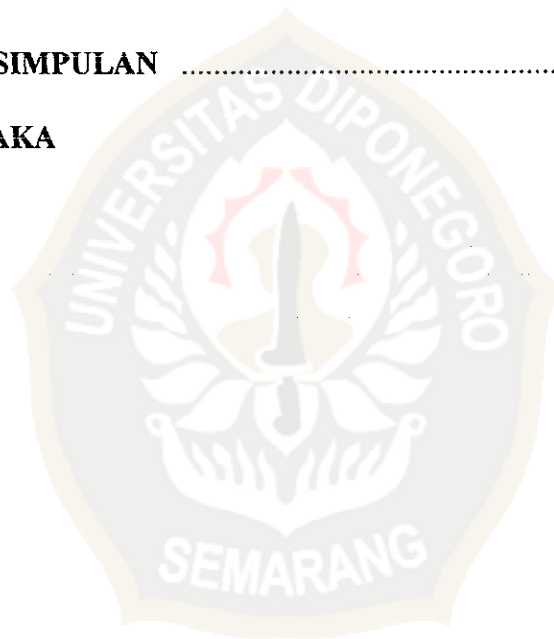 SIMPULAN ........................................................
AKA
UNIVERSITAS DIPONEGORO
SEMARANG